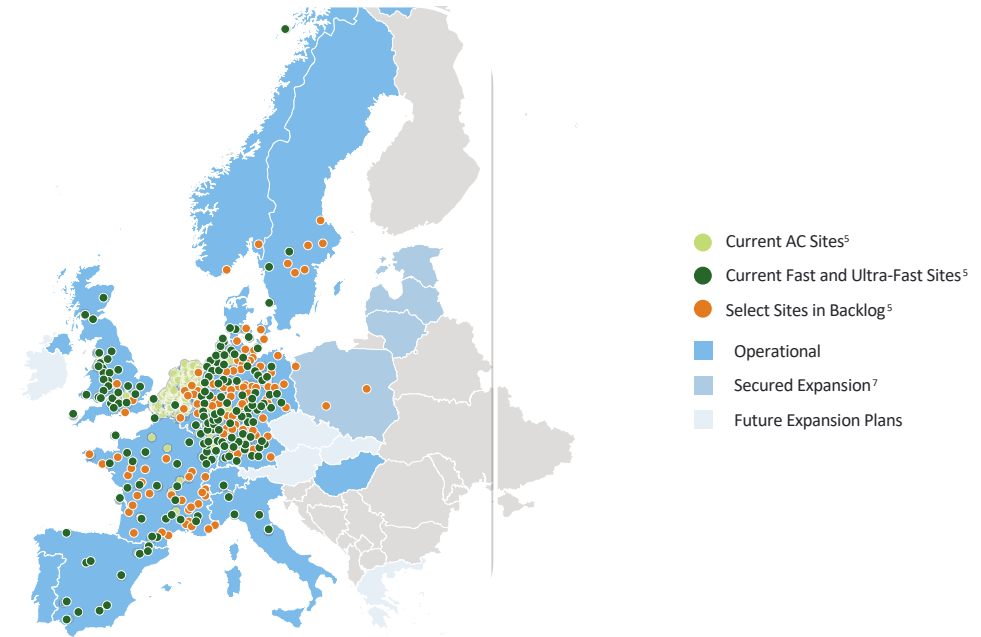 Current AC Sites⁵
Current Fast and Ultra-Fast Sites⁵
Select Sites in Backlog⁵
Operational
Secured Expansion⁷
Future Expansion Plans